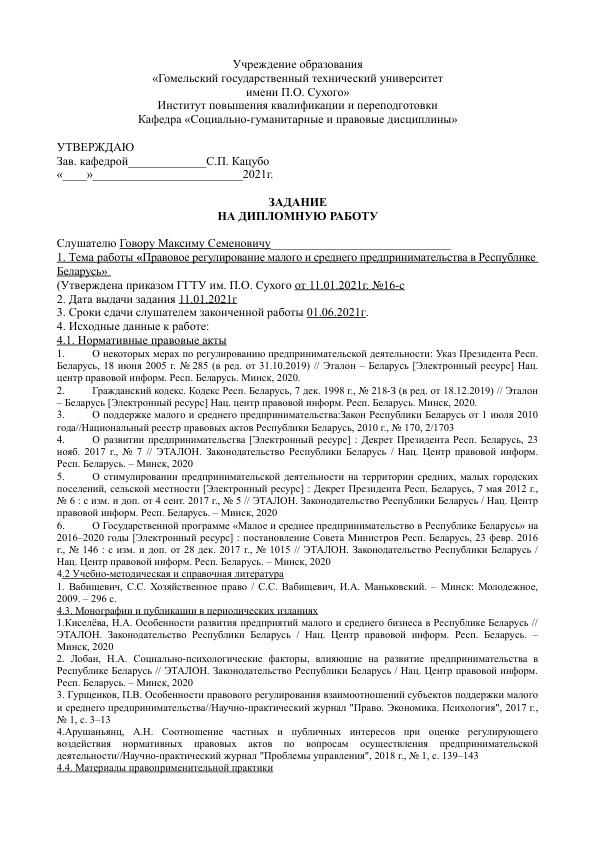 Учреждение образования
«Гомельский государственный технический университет
имени П.О. Сухого»
Институт повышения квалификации и переподготовки
Кафедра «Социально-гуманитарные и правовые дисциплины»
УТВЕРЖДАЮ
Зав. кафедрой______________С.П. Кацубо
«____»__________________________2021г.
ЗАДАНИЕ
НА ДИПЛОМНУЮ РАБОТУ
Слушателю Говору Максиму Семеновичу________________________________
1. Тема работы «Правовое регулирование малого и среднего предпринимательства в Республике
Беларусь»
(Утверждена приказом ГГТУ им. П.О. Сухого от 11.01.2021г. №16-с
2. Дата выдачи задания 11.01.2021г
3. Сроки сдачи слушателем законченной работы 01.06.2021г.
4. Исходные данные к работе:
4.1. Нормативные правовые акты
1. О некоторых мерах по регулированию предпринимательской деятельности: Указ Президента Респ.
Беларусь, 18 июня 2005 г. № 285 (в ред. от 31.10.2019) // Эталон – Беларусь [Электронный ресурс] Нац.
центр правовой информ. Респ. Беларусь. Минск, 2020.
2. Гражданский кодекс. Кодекс Респ. Беларусь, 7 дек. 1998 г., № 218-З (в ред. от 18.12.2019) // Эталон
– Беларусь [Электронный ресурс] Нац. центр правовой информ. Респ. Беларусь. Минск, 2020.
3. О поддержке малого и среднего предпринимательства:Закон Республики Беларусь от 1 июля 2010
года//Национальный реестр правовых актов Республики Беларусь, 2010 г., № 170, 2/1703
4. О развитии предпринимательства [Электронный ресурс] : Декрет Президента Респ. Беларусь, 23
нояб. 2017 г., № 7 // ЭТАЛОН. Законодательство Республики Беларусь / Нац. Центр правовой информ.
Респ. Беларусь. – Минск, 2020
5. О стимулировании предпринимательской деятельности на территории средних, малых городских
поселений, сельской местности [Электронный ресурс] : Декрет Президента Респ. Беларусь, 7 мая 2012 г.,
№ 6 : с изм. и доп. от 4 сент. 2017 г., № 5 // ЭТАЛОН. Законодательство Республики Беларусь / Нац. Центр
правовой информ. Респ. Беларусь. – Минск, 2020
6. О Государственной программе «Малое и среднее предпринимательство в Республике Беларусь» на
2016–2020 годы [Электронный ресурс] : постановление Совета Министров Респ. Беларусь, 23 февр. 2016
г., № 146 : с изм. и доп. от 28 дек. 2017 г., № 1015 // ЭТАЛОН. Законодательство Республики Беларусь /
Нац. Центр правовой информ. Респ. Беларусь. – Минск, 2020
4.2 Учебно-методическая и справочная литература
1. Вабищевич, С.С. Хозяйственное право / С.С. Вабищевич, И.А. Маньковский. – Минск: Молодежное,
2009. – 296 с.
4.3. Монографии и публикации в периодических изданиях
1.Киселёва, Н.А. Особенности развития предприятий малого и среднего бизнеса в Республике Беларусь //
ЭТАЛОН. Законодательство Республики Беларусь / Нац. Центр правовой информ. Респ. Беларусь. –
Минск, 2020
2. Лобан, Н.А. Социально-психологические факторы, влияющие на развитие предпринимательства в
Республике Беларусь // ЭТАЛОН. Законодательство Республики Беларусь / Нац. Центр правовой информ.
Респ. Беларусь. – Минск, 2020
3. Гурщенков, П.В. Особенности правового регулирования взаимоотношений субъектов поддержки малого
и среднего предпринимательства//Научно-практический журнал "Право. Экономика. Психология", 2017 г.,
№ 1, с. 3–13
4.Арушаньянц, А.Н. Соотношение частных и публичных интересов при оценке регулирующего
воздействия нормативных правовых актов по вопросам осуществления предпринимательской
деятельности//Научно-практический журнал "Проблемы управления", 2018 г., № 1, с. 139–143
4.4. Материалы правоприменительной практики